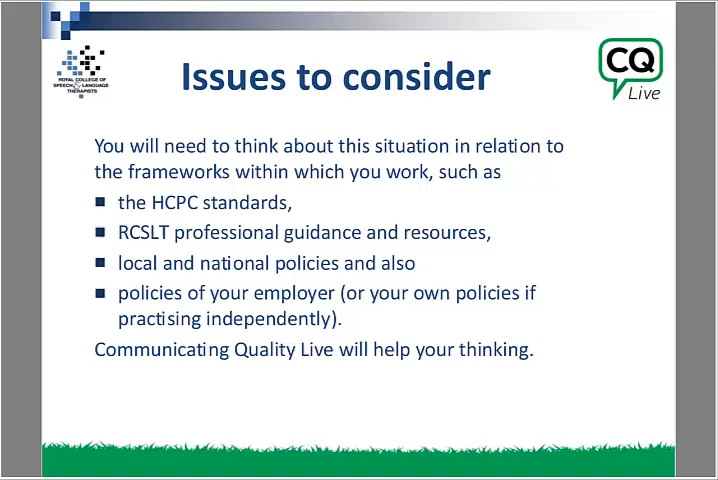 ROYAL COLLEGE OF
SPEECH & LANGUAGE
THERAPISTS
Issues to consider
CQ
Live
You will need to think about this situation in relation to
the frameworks within which you work, such as
the HCPC standards,
RCSLT professional guidance and resources,
local and national policies and also
policies of your employer (or your own policies if
practising independently).
Communicating Quality Live will help your thinking.